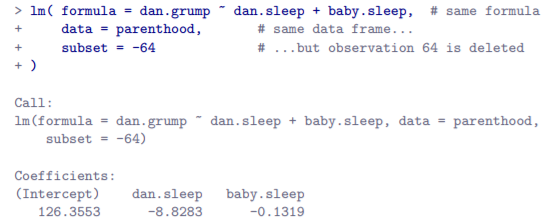 > lm( formula = dan.grump ~ dan.sleep + baby.sleep,  # same formula
+     data = parenthood,         # same data frame...
+     subset = -64               # ...but observation 64 is deleted
+ )
Call:
lm(formula = dan.grump ~ dan.sleep + baby.sleep, data = parenthood,
    subset = -64)
Coefficients:
(Intercept)    dan.sleep   baby.sleep
   126.3553      -8.8283      -0.1319